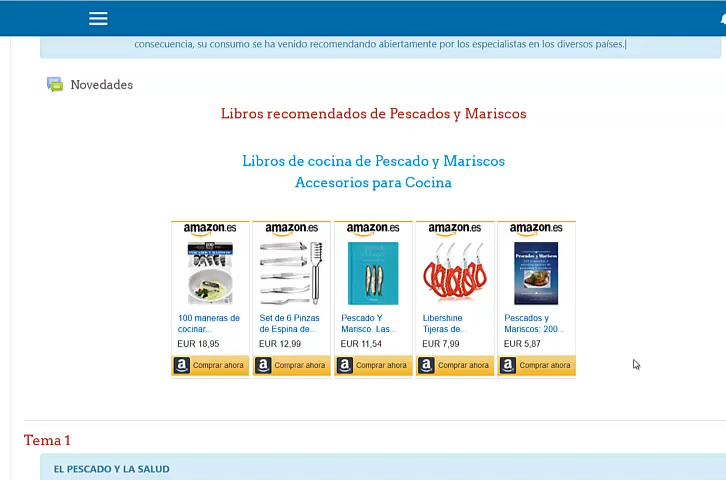 consecuencia, su consumo se ha venido recomendando abiertamente por los especialistas en los diversos países.
Novedades
Libros recomendados de Pescados y Mariscos
Libros de cocina de Pescado y Mariscos
Accesorios para Cocina
amazon.es amazon.es amazon.es amazon.es amazon.es
100 maneras de cocinar... Set de 6 Pinzas de Espina de... Pescado Y Marisco. Las... Libershine Tijeras de... Pescados y Mariscos: 200...
EUR 18,95 EUR 12,99 EUR 11,54 EUR 7,99 EUR 5,87
Comprar ahora Comprar ahora Comprar ahora Comprar ahora Comprar ahora
Tema 1
EL PESCADO Y LA SALUD